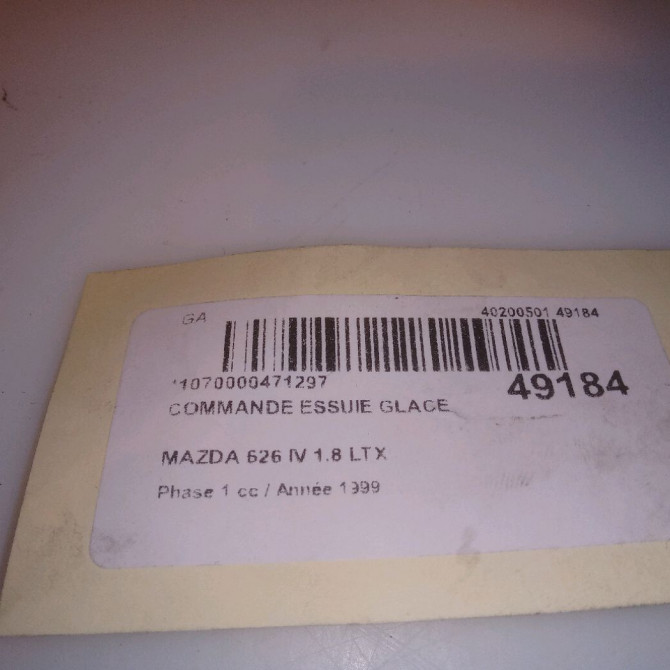 GA 40200501 49184
*1070000471297 49184
COMMANDE ESSUIE GLACE
MAZDA 626 IV 1.8 LTX
Phase 1 cc / Année 1999